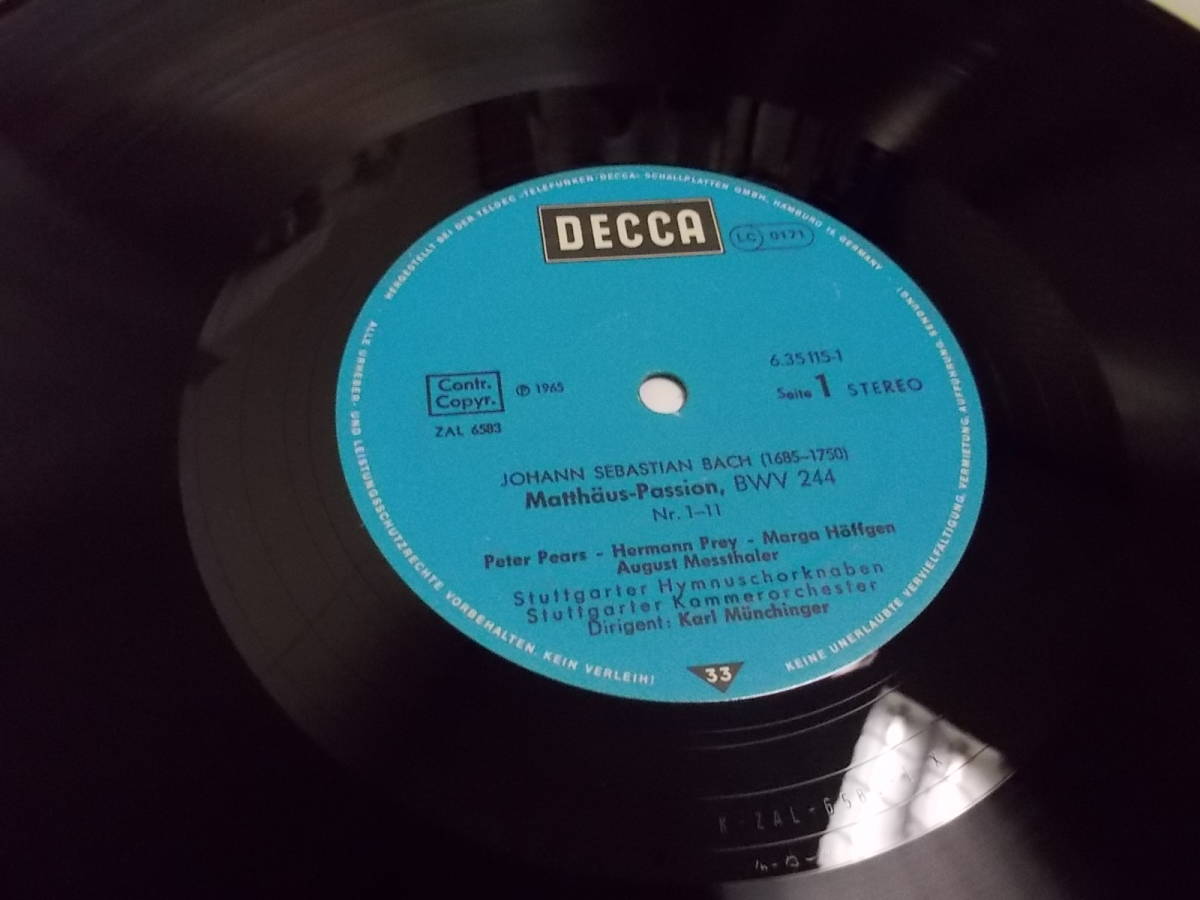 HERGESTELLT BEI DER TELDEC »TELEFUNKEN-DECCA« SCHALLPLATTEN GMBH, HAMBURG 19, GERMANY
DECCA
LC 0171
6.35115-1
Contr.
Copyr.
℗ 1965
Seite 1 STEREO
ZAL 6583
JOHANN SEBASTIAN BACH (1685–1750)
Matthäus-Passion, BWV 244
Nr. 1–11
Peter Pears - Hermann Prey - Marga Höffgen
August Messthaler
Stuttgarter Hymnuschorknaben
Stuttgarter Kammerorchester
Dirigent: Karl Münchinger
33
ALLE URHEBER- UND LEISTUNGSSCHUTZRECHTE VORBEHALTEN. KEIN VERLEIH!
KEINE UNERLAUBTE VERVIELFÄLTIGUNG, VERMIETUNG, AUFFÜHRUNG, SENDUNG!
ZAL-658